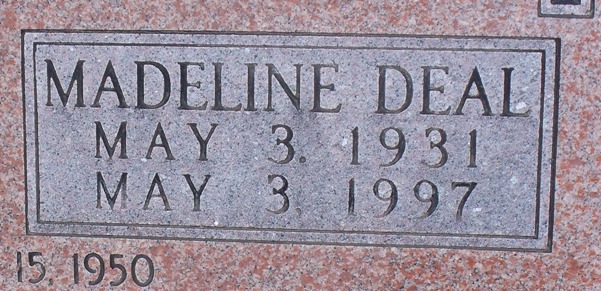 MADELINE DEAL
MAY 3. 1931
MAY 3, 1997
15, 1950